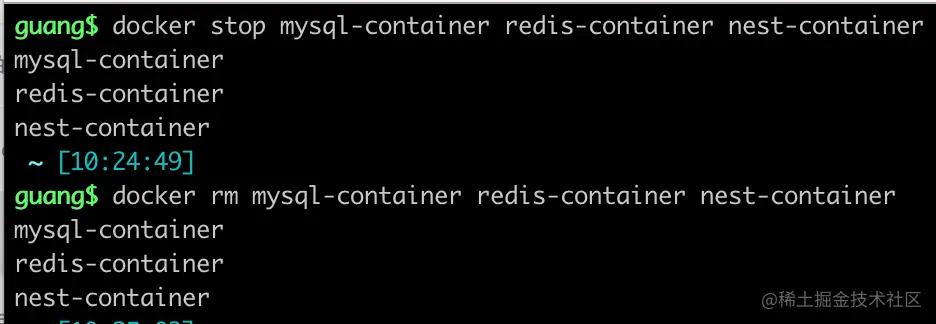 guang$ docker stop mysql-container redis-container nest-container
mysql-container
redis-container
nest-container
~ [10:24:49]
guang$ docker rm mysql-container redis-container nest-container
mysql-container
redis-container
nest-container
@稀土掘金技术社区